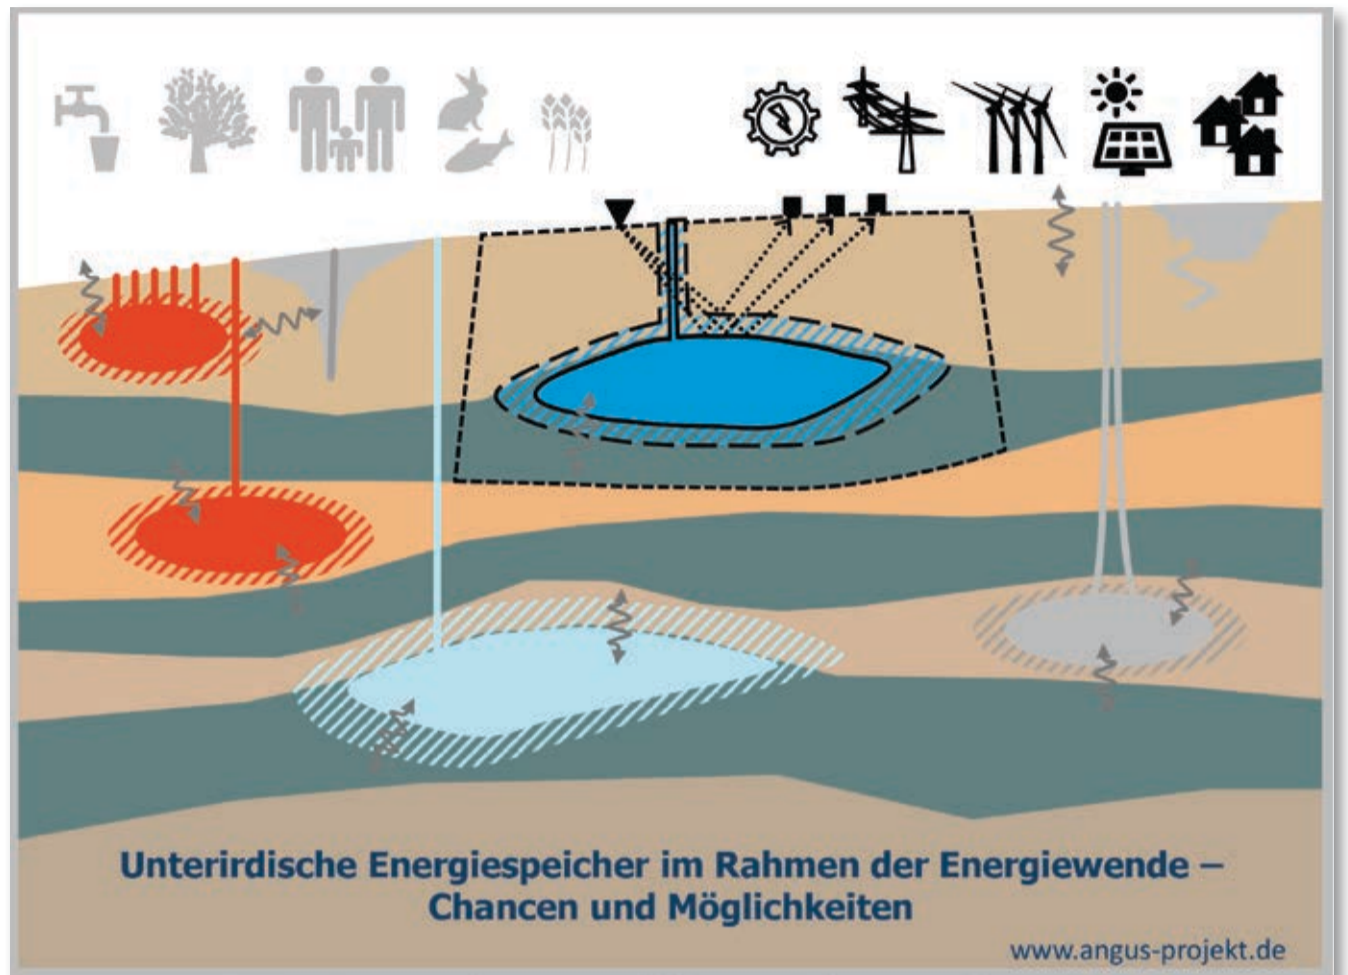 Unterirdische Energiespeicher im Rahmen der Energiewende –
Chancen und Möglichkeiten
www.angus-projekt.de